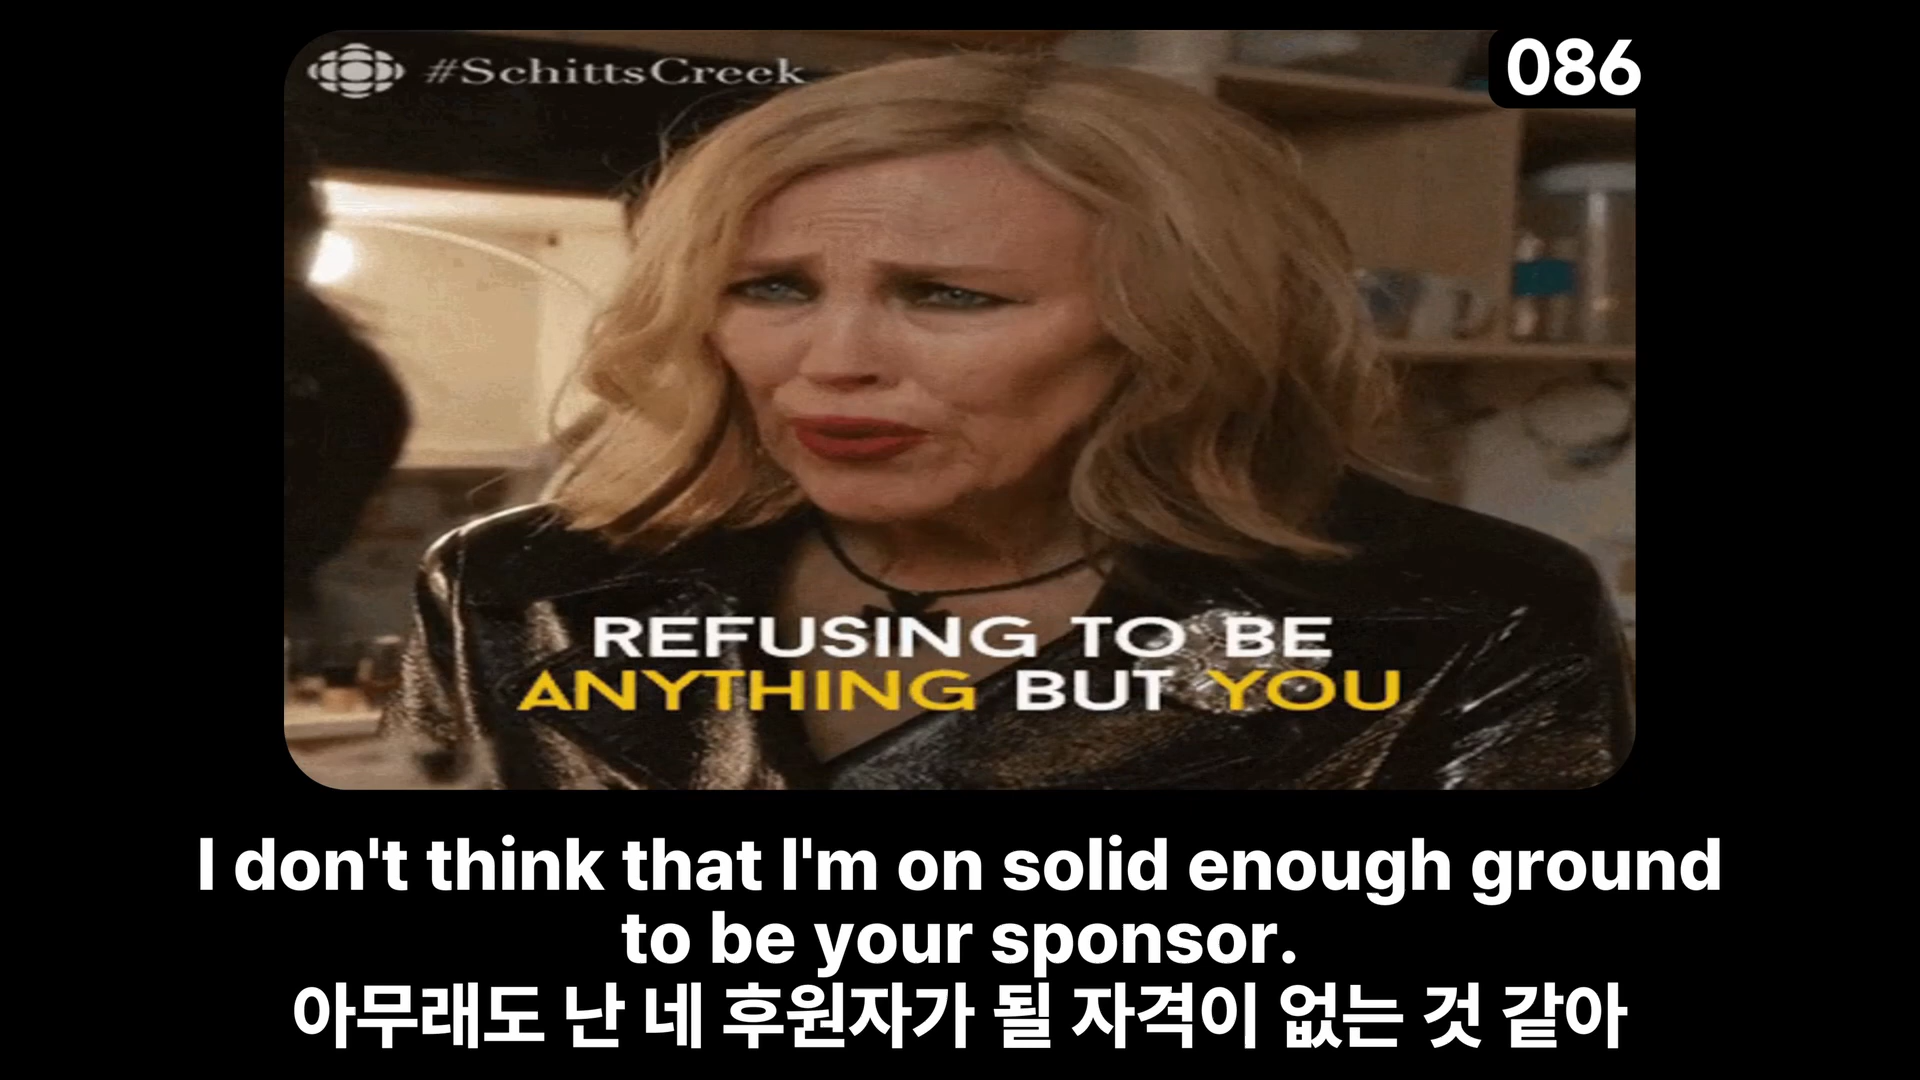 #SchittsCreek
086
REFUSING TO BE
ANYTHING BUT YOU
I don't think that I'm on solid enough ground
to be your sponsor.
아무래도 난 네 후원자가 될 자격이 없는 것 같아